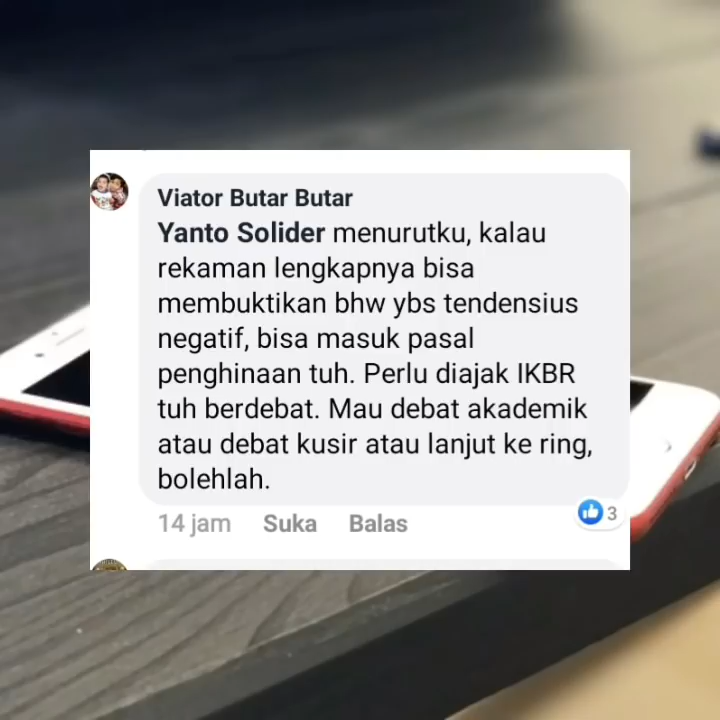 Viator Butar Butar
Yanto Solider menurutku, kalau
rekaman lengkapnya bisa
membuktikan bhw ybs tendensius
negatif, bisa masuk pasal
penghinaan tuh. Perlu diajak IKBR
tuh berdebat. Mau debat akademik
atau debat kusir atau lanjut ke ring,
bolehlah.
14 jam Suka Balas 3